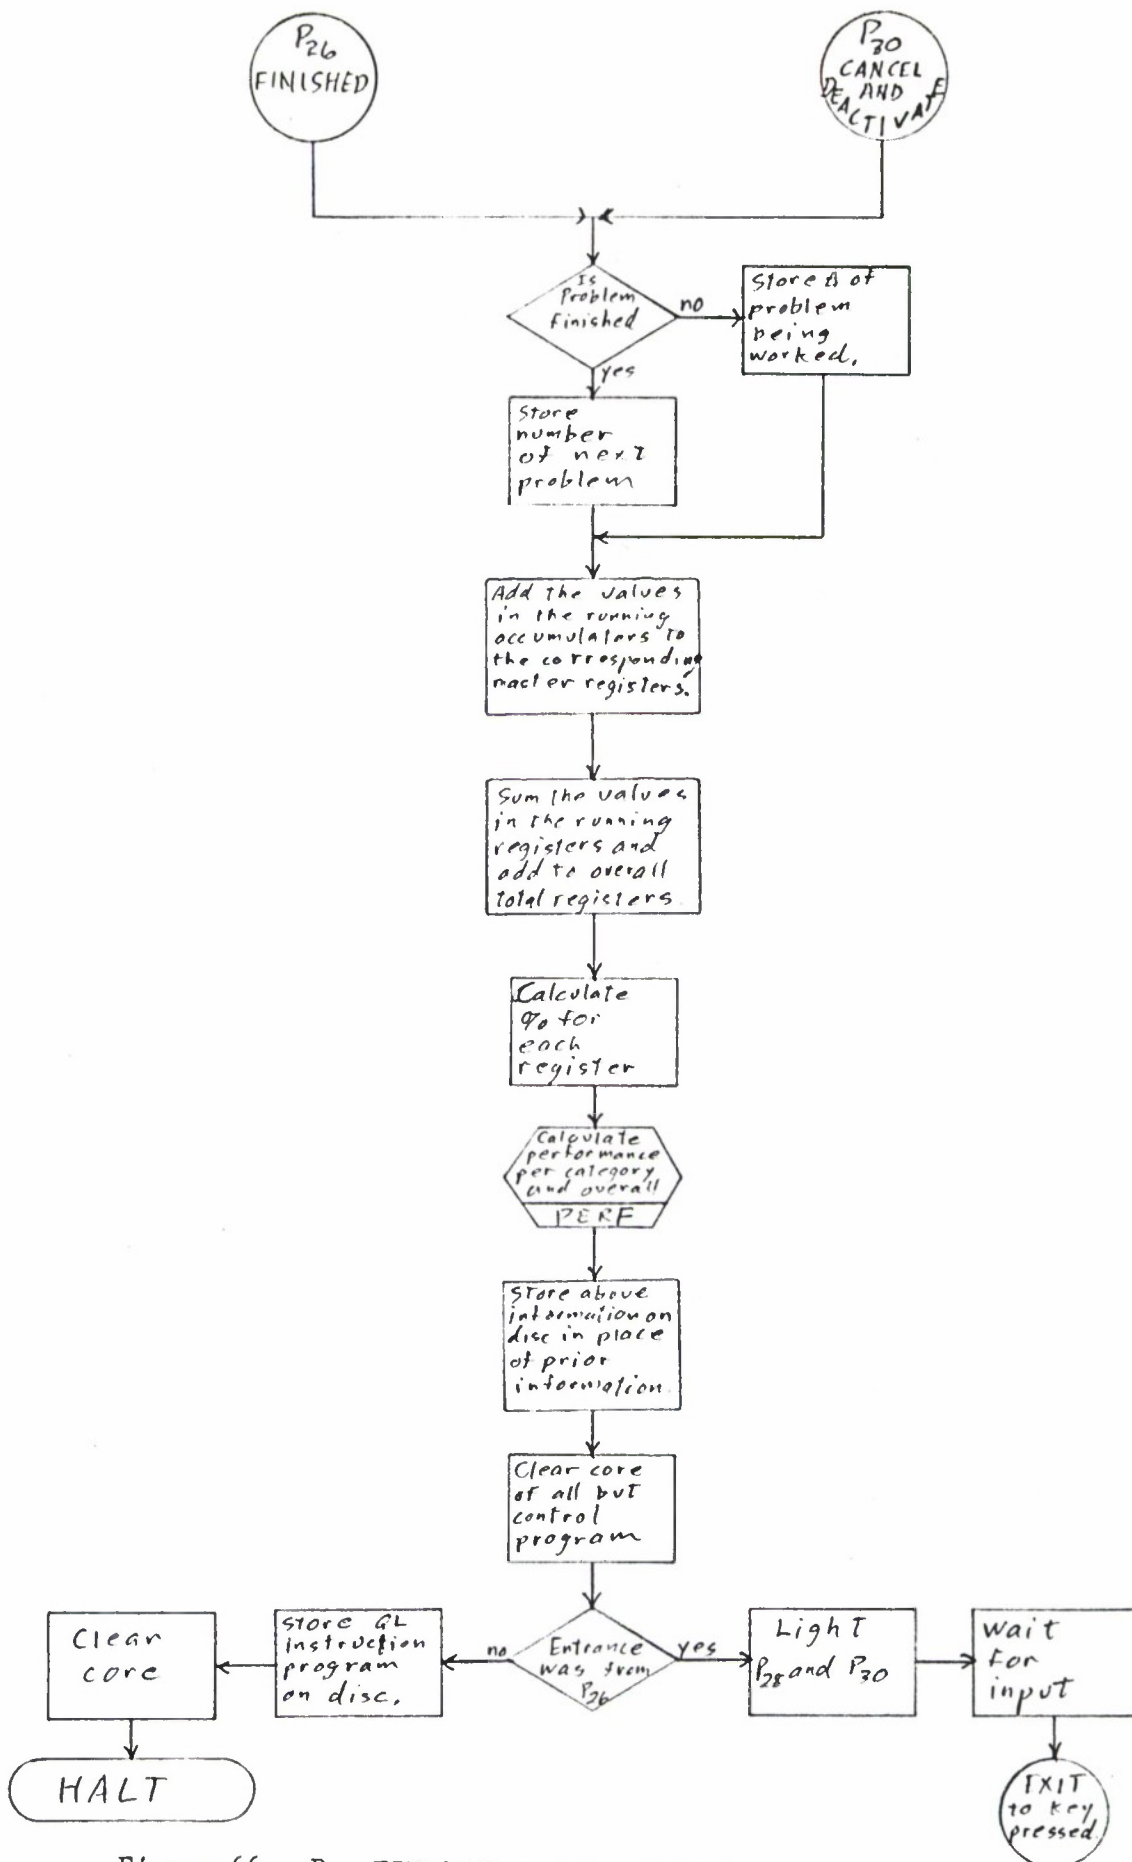 P26
FINISHED
P30
CANCEL
AND
DEACTIVATE
Is
Problem
Finished
no
Store # of
problem
being
worked.
yes
Store
number
of next
problem
Add the values
in the running
accumulaters to
the corresponding
master registers.
Sum the values
in the running
registers and
add to overall
total registers
Calculate
% for
each
register
Calculate
performance
per category
and overall
PERF
Store above
information on
disc in place
of prior
information.
Clear core
of all but
control
program
Clear
core
Store GL
instruction
program
on disc.
no
Entrance
was from
P26
yes
Light
P28 and P30
wait
for
input
HALT
EXIT
to key
pressed.